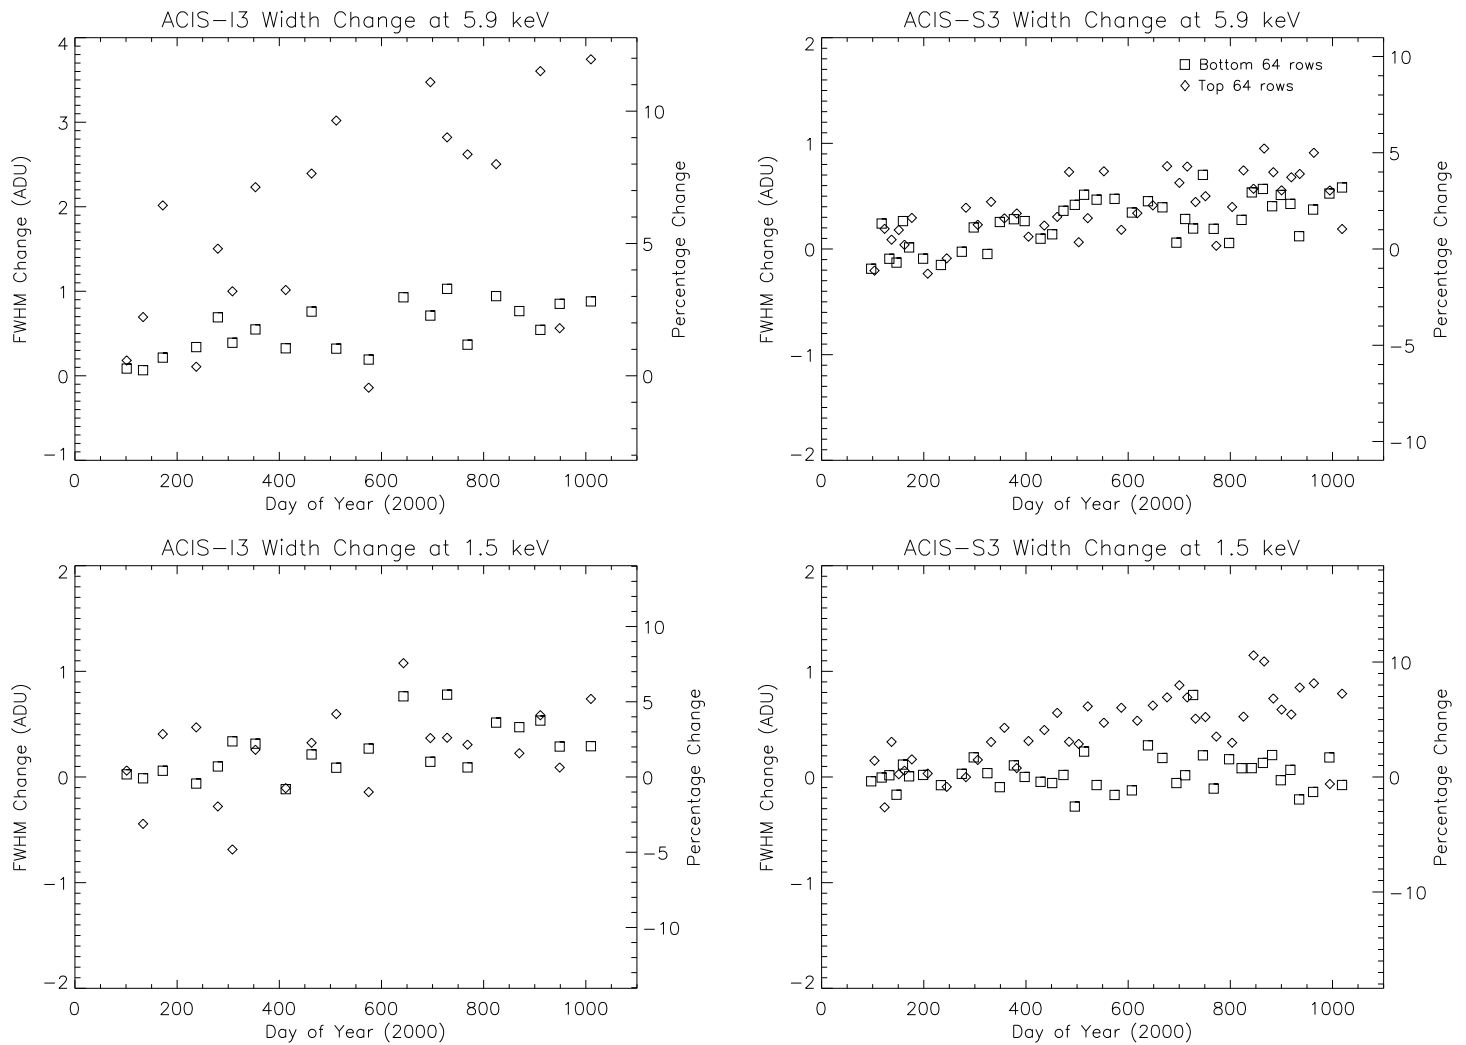 ACIS-I3 Width Change at 5.9 keV
4
3
2
1
0
-1
FWHM Change (ADU)
10
5
0
Percentage Change
0 200 400 600 800 1000
Day of Year (2000)
ACIS-S3 Width Change at 5.9 keV
Bottom 64 rows
Top 64 rows
2
1
0
-1
-2
FWHM Change (ADU)
10
5
0
-5
-10
Percentage Change
0 200 400 600 800 1000
Day of Year (2000)
ACIS-I3 Width Change at 1.5 keV
2
1
0
-1
-2
FWHM Change (ADU)
10
5
0
-5
-10
Percentage Change
0 200 400 600 800 1000
Day of Year (2000)
ACIS-S3 Width Change at 1.5 keV
2
1
0
-1
-2
FWHM Change (ADU)
10
0
-10
Percentage Change
0 200 400 600 800 1000
Day of Year (2000)